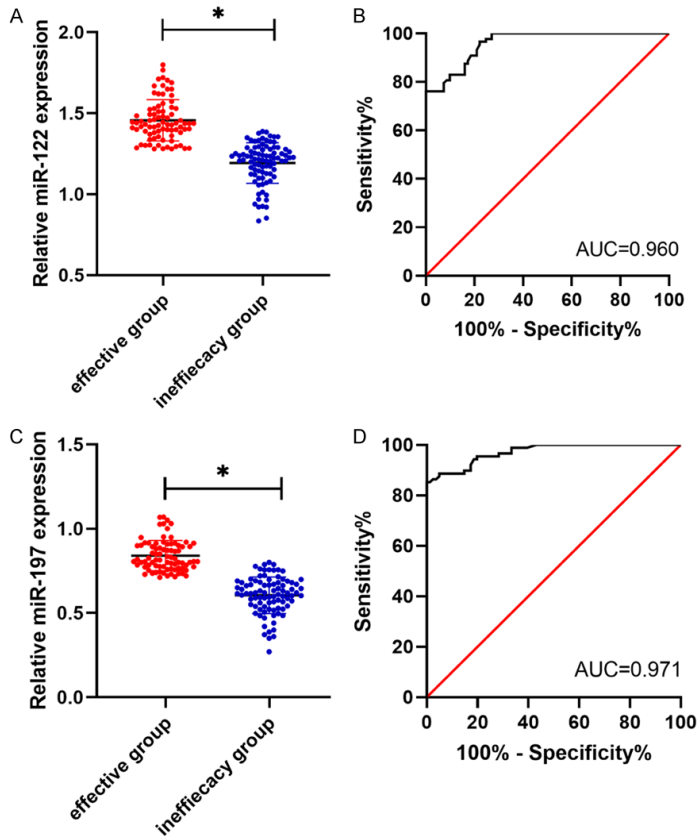 A
Relative miR-122 expression
2.0
1.5
1.0
0.5
*
effective group
ineffiecacy group
B
Sensitivity%
100
80
60
40
20
0
AUC=0.960
0 20 40 60 80 100
100% - Specificity%
C
Relative miR-197 expression
1.5
1.0
0.5
0.0
*
effective group
ineffiecacy group
D
Sensitivity%
100
80
60
40
20
0
AUC=0.971
0 20 40 60 80 100
100% - Specificity%